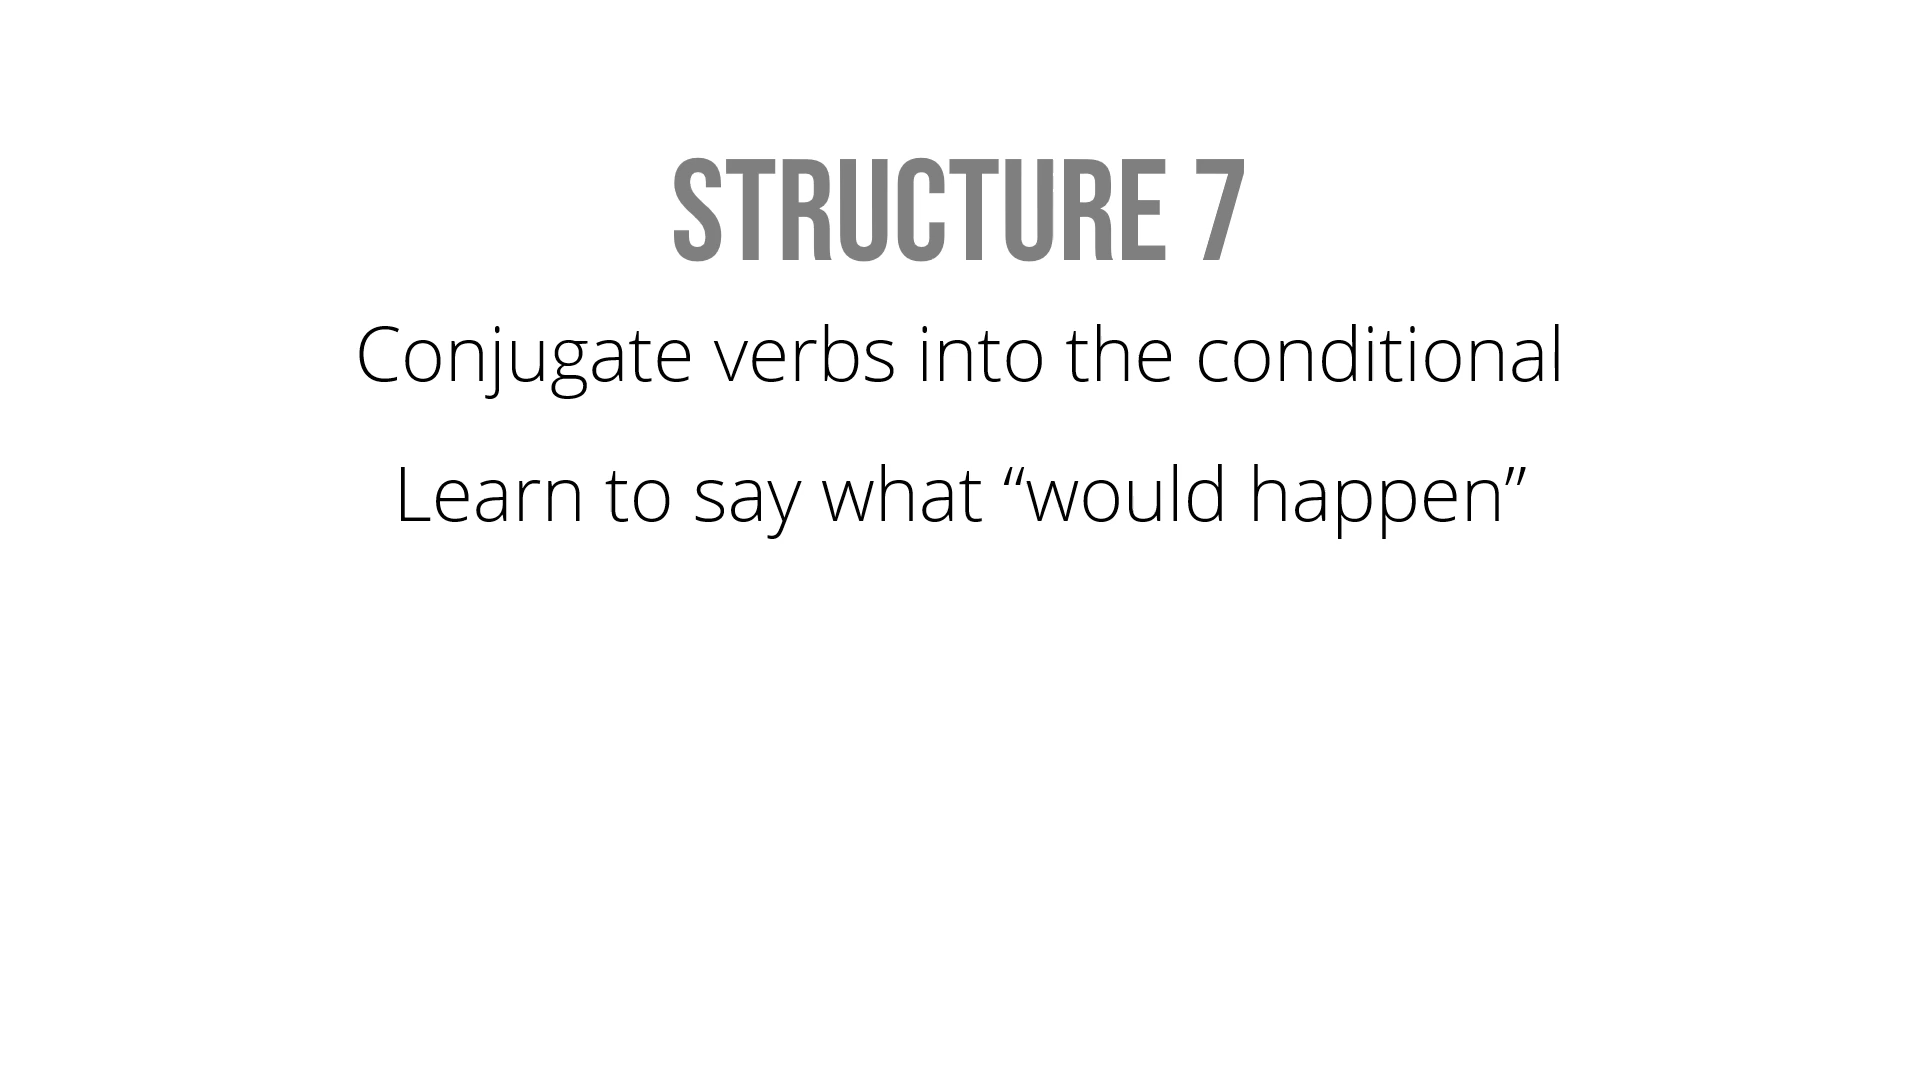 STRUCTURE 7
Conjugate verbs into the conditional
Learn to say what “would happen”